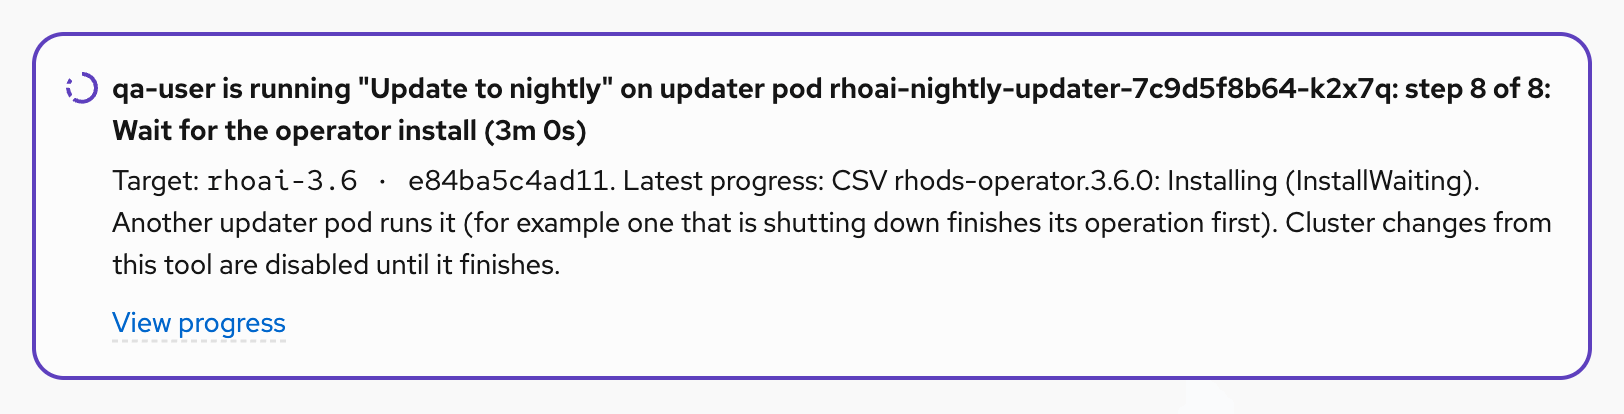 qa-user is running "Update to nightly" on updater pod rhoai-nightly-updater-7c9d5f8b64-k2x7q: step 8 of 8:
Wait for the operator install (3m 0s)
Target: rhoai-3.6 · e84ba5c4ad11. Latest progress: CSV rhods-operator.3.6.0: Installing (InstallWaiting).
Another updater pod runs it (for example one that is shutting down finishes its operation first). Cluster changes from
this tool are disabled until it finishes.
View progress